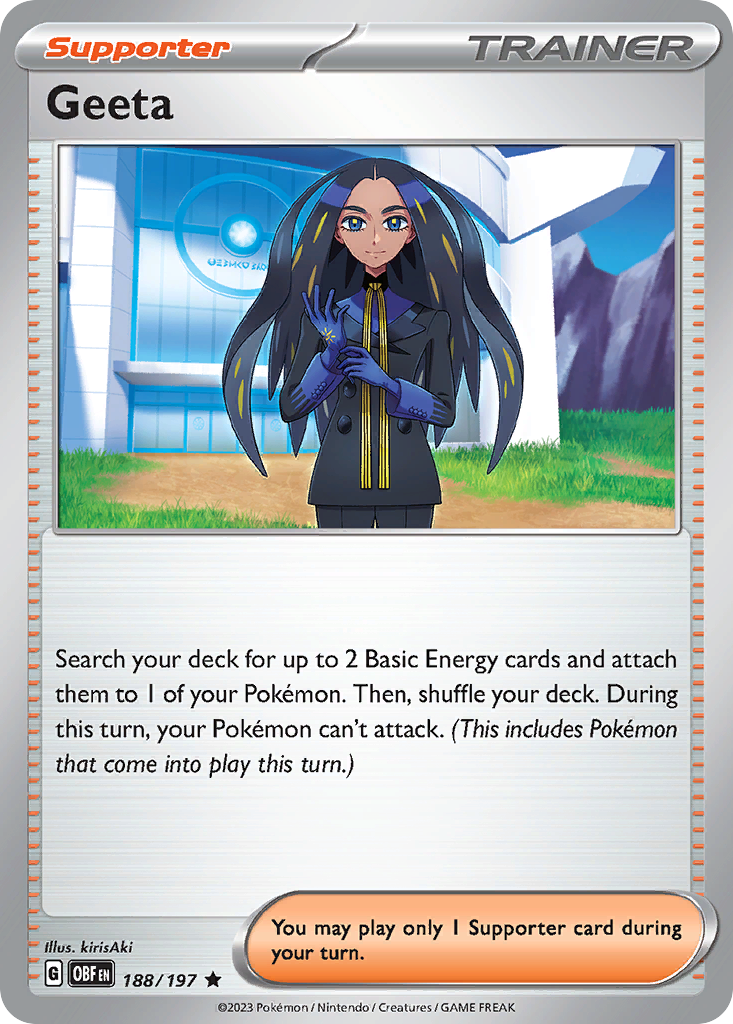 Supporter
TRAINER
Geeta
Search your deck for up to 2 Basic Energy cards and attach
them to 1 of your Pokémon. Then, shuffle your deck. During
this turn, your Pokémon can't attack. (This includes Pokémon
that come into play this turn.)
You may play only 1 Supporter card during
your turn.
Illus. kirisAki
G OBF EN 188/197 ★
©2023 Pokémon / Nintendo / Creatures / GAME FREAK